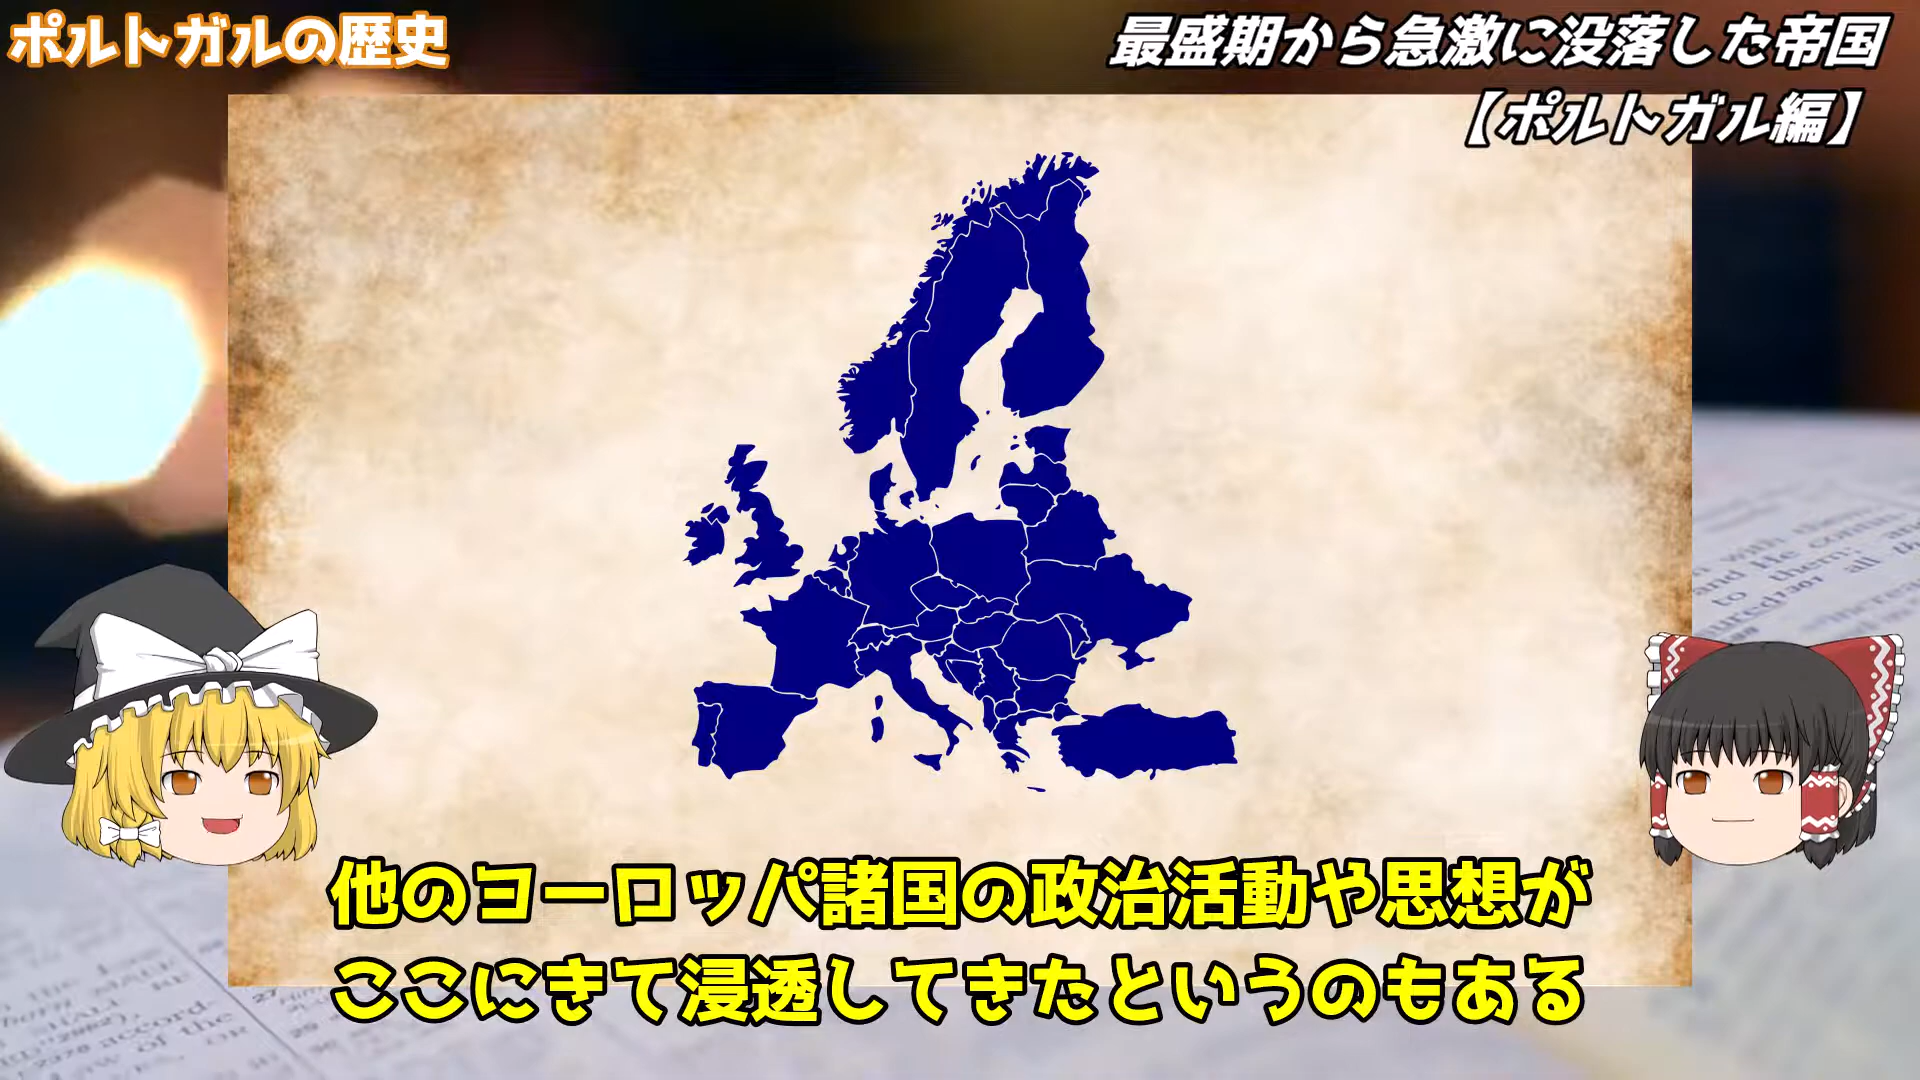 ポルトガルの歴史
最盛期から急激に没落した帝国
【ポルトガル編】
他のヨーロッパ諸国の政治活動や思想が
ここにきて浸透してきたというのもある